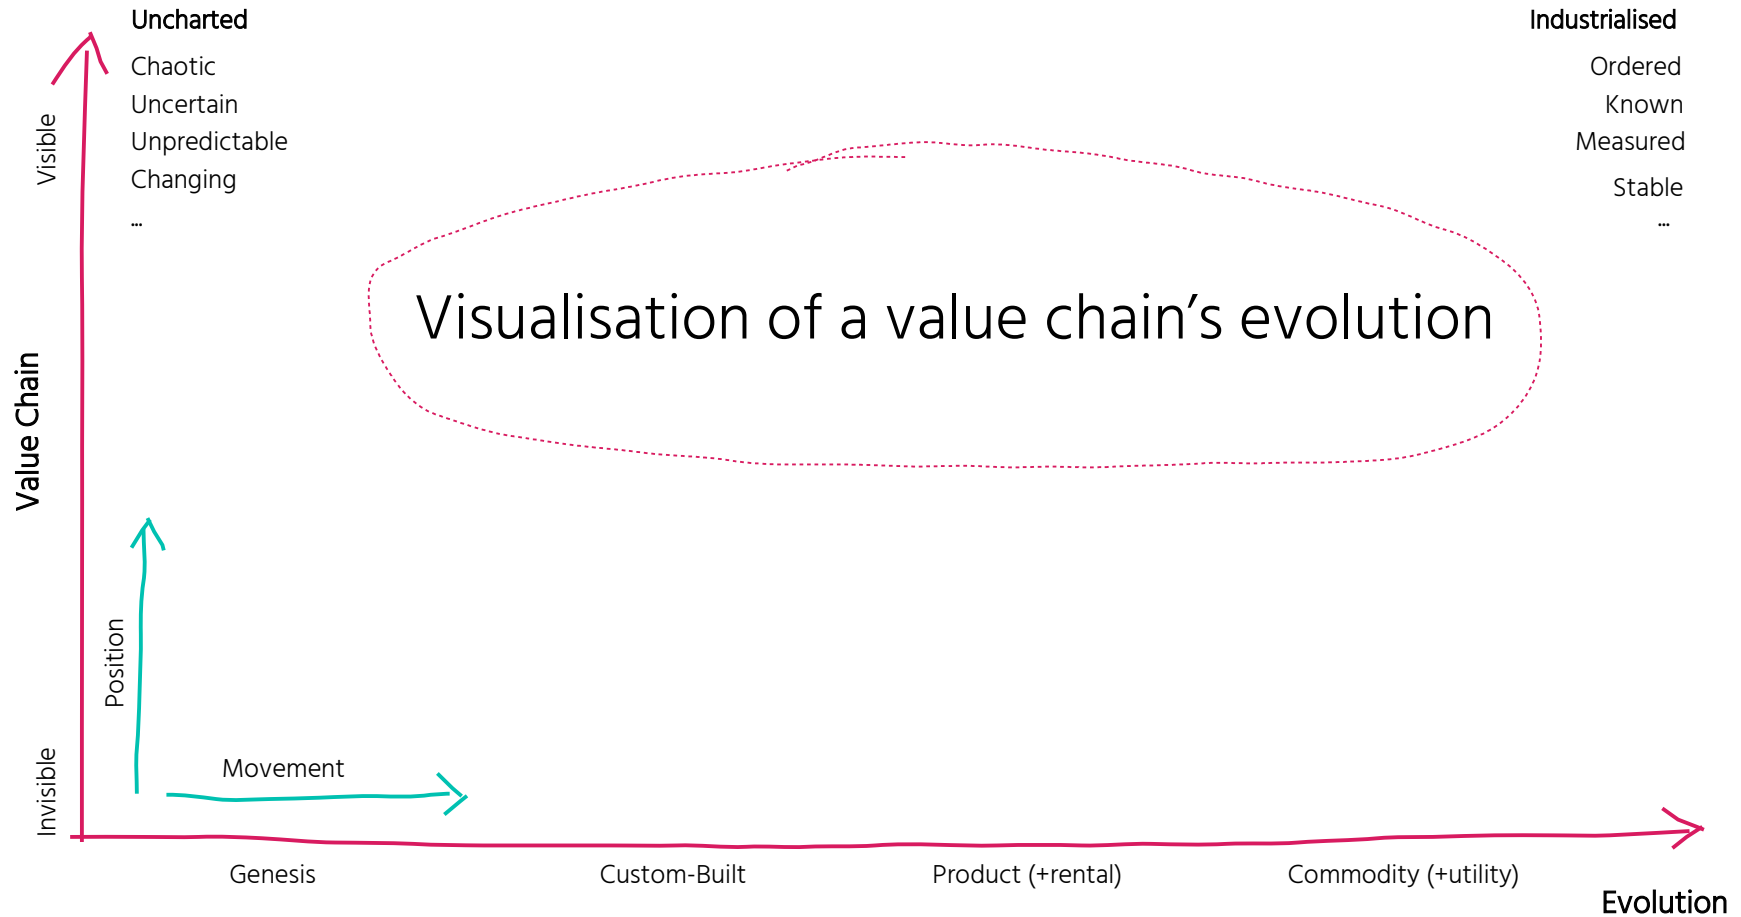 Uncharted
Chaotic
Uncertain
Unpredictable
Changing
...
Industrialised
Ordered
Known
Measured
Stable
...
Visible
Value Chain
Invisible
Visualisation of a value chain’s evolution
Position
Movement
Genesis
Custom-Built
Product (+rental)
Commodity (+utility)
Evolution